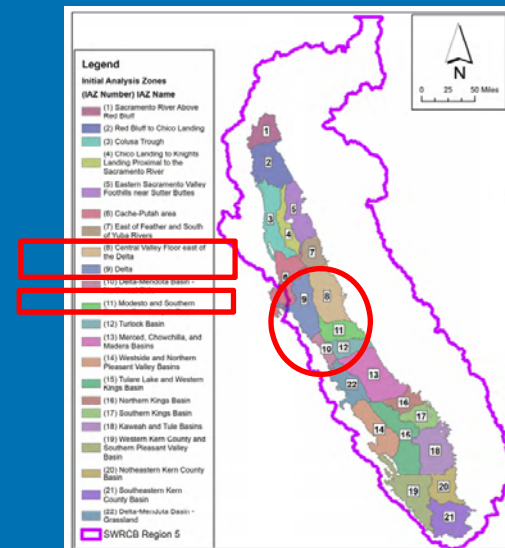 Legend
Initial Analysis Zones
(IAZ Number) IAZ Name
(1) Sacramento River Above
Red Bluff
(2) Red Bluff to Chico Landing
(3) Colusa Trough
(4) Chico Landing to Knights
Landing Proximal to the
Sacramento River
(5) Eastern Sacramento Valley
Foothills near Sutter Buttes
(6) Cache-Putah area
(7) East of Feather and South
of Yuba Rivers
(8) Central Valley Floor east of
the Delta
(9) Delta
(10) Delta-Mendota Basin -
(11) Modesto and Southern
(12) Turlock Basin
(13) Merced, Chowchilla, and
Madera Basins
(14) Westside and Northern
Pleasant Valley Basins
(15) Tulare Lake and Western
Kings Basin
(16) Northern Kings Basin
(17) Southern Kings Basin
(18) Kaweah and Tule Basins
(19) Western Kern County and
Southern Pleasant Valley
Basin
(20) Northeastern Kern County
Basin
(21) Southeastern Kern
County Basin
(22) Delta-Mendota Basin -
Grassland
SWRCB Region 5
N
0 25 50 Miles
1
2
3
5
4
7
6
9
8
11
10
12
22
13
16
17
14
15
18
19
20
21